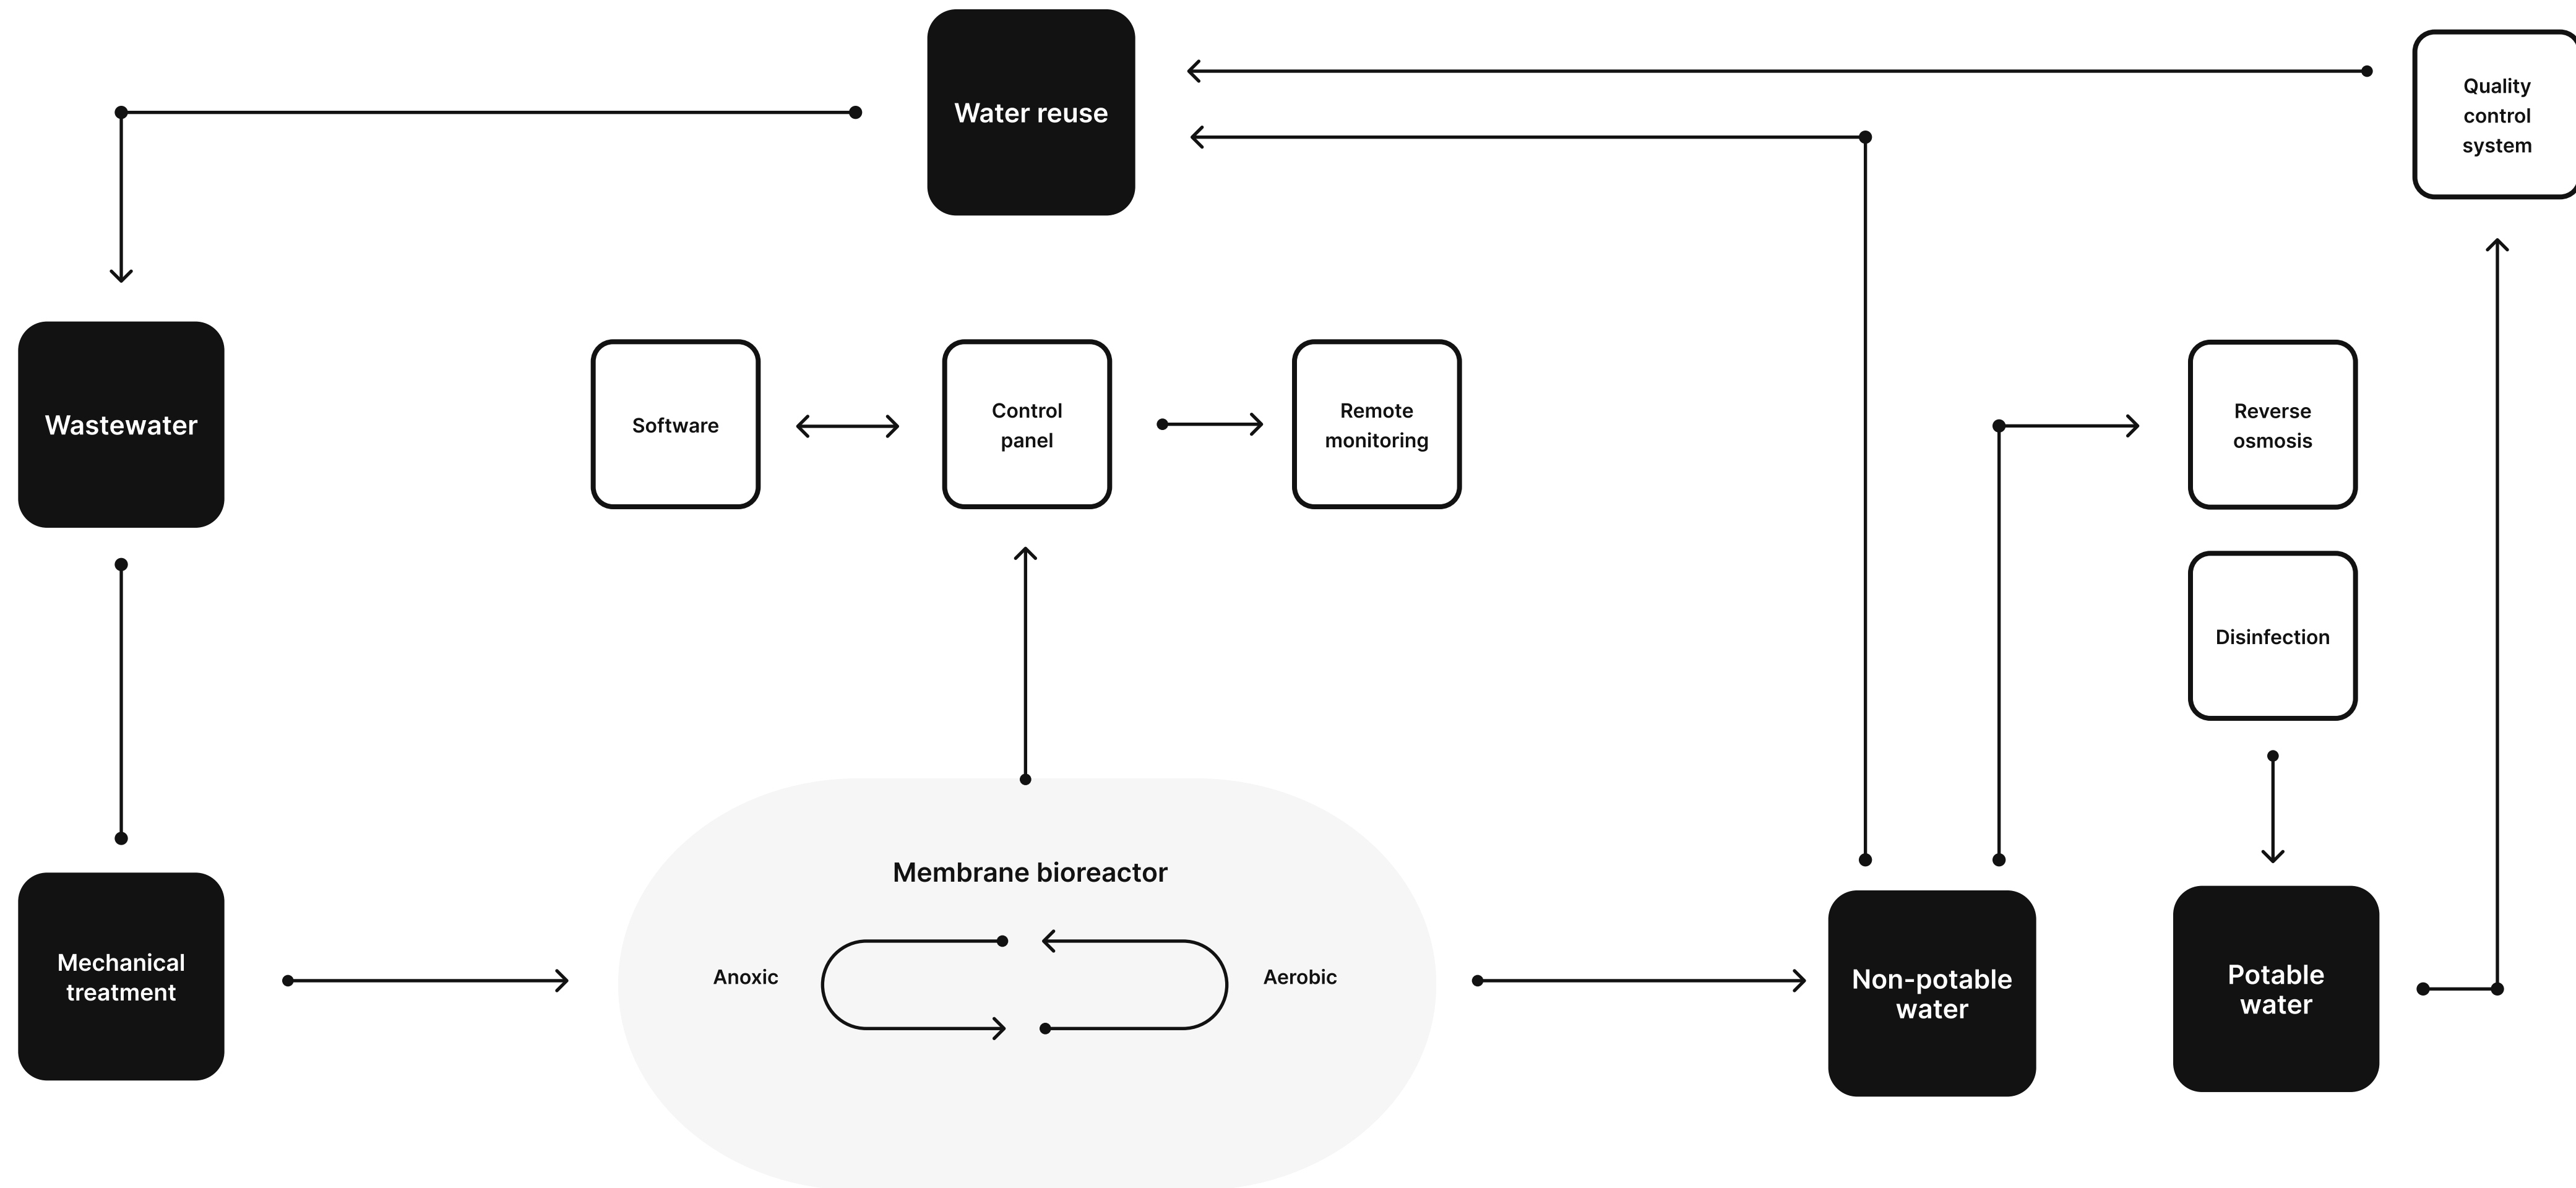 Water reuse
Quality
control
system
Wastewater
Software
Control
panel
Remote
monitoring
Reverse
osmosis
Disinfection
Membrane bioreactor
Mechanical
treatment
Anoxic
Aerobic
Non-potable
water
Potable
water